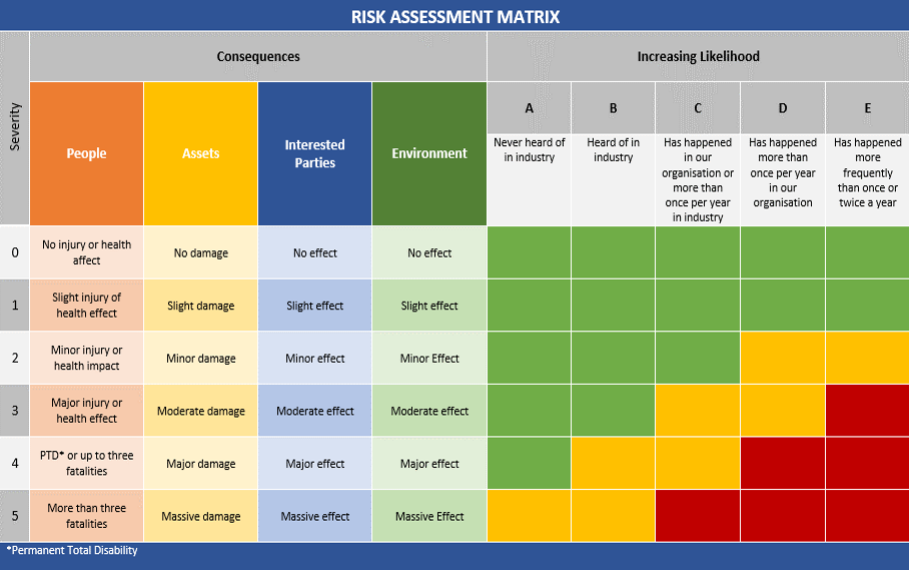 RISK ASSESSMENT MATRIX
Consequences
Increasing Likelihood
Severity
People
Assets
Interested
Parties
Environment
A
B
C
D
E
Never heard of
in industry
Heard of in
industry
Has happened
in our
organisation or
more than
once per year
in industry
Has happened
more than
once per year
in our
organisation
Has happened
more
frequently
than once or
twice a year
0
No injury or health
affect
No damage
No effect
No effect
1
Slight injury of
health effect
Slight damage
Slight effect
Slight effect
2
Minor injury or
health impact
Minor damage
Minor effect
Minor Effect
3
Major injury or
health effect
Moderate damage
Moderate effect
Moderate effect
4
PTD* or up to three
fatalities
Major damage
Major effect
Major effect
5
More than three
fatalities
Massive damage
Massive effect
Massive Effect
*Permanent Total Disability